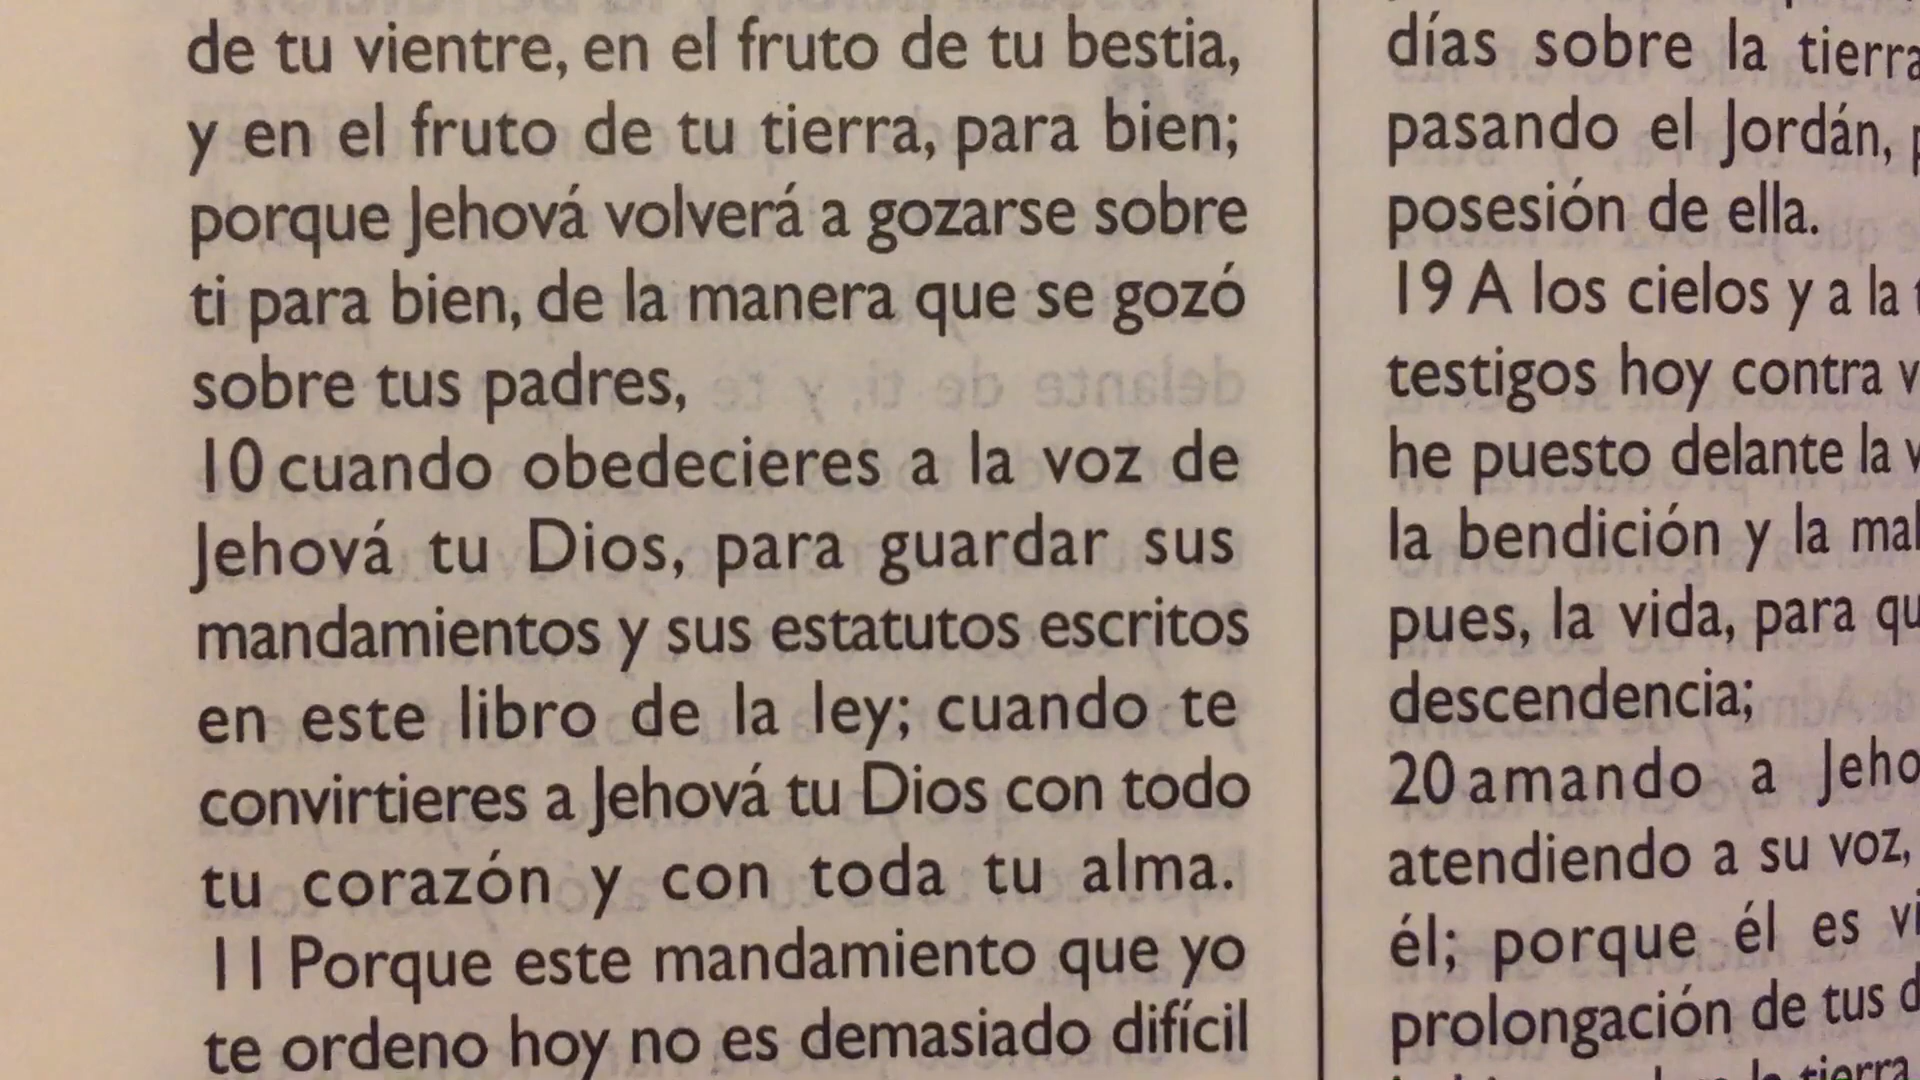 de tu vientre, en el fruto de tu bestia,
y en el fruto de tu tierra, para bien;
porque Jehová volverá a gozarse sobre
ti para bien, de la manera que se gozó
sobre tus padres,
10 cuando obedecieres a la voz de
Jehová tu Dios, para guardar sus
mandamientos y sus estatutos escritos
en este libro de la ley; cuando te
convirtieres a Jehová tu Dios con todo
tu corazón y con toda tu alma.
11 Porque este mandamiento que yo
te ordeno hoy no es demasiado difícil
días sobre la tierra
pasando el Jordán,
posesión de ella.
19 A los cielos y a la
testigos hoy contra
he puesto delante la
la bendición y la
pues, la vida, para
descendencia;
20 amando a
atendiendo a su voz,
él; porque él es
prolongación de tus
la tierra